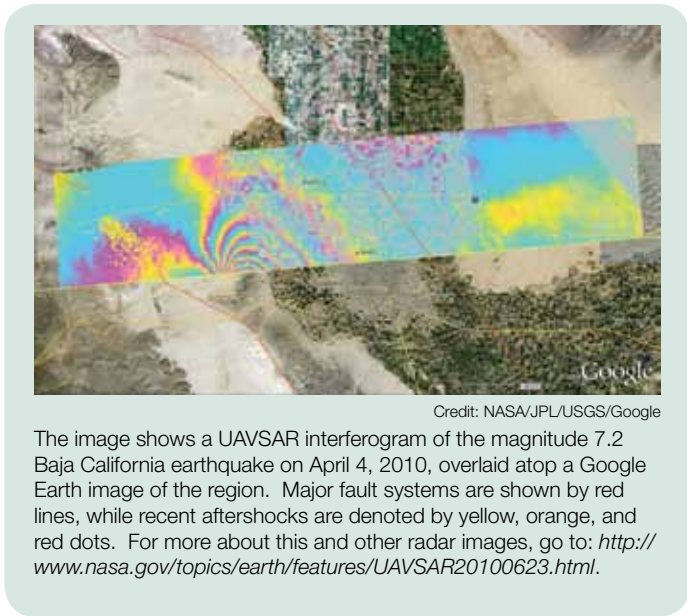 Google
Credit: NASA/JPL/USGS/Google
The image shows a UAVSAR interferogram of the magnitude 7.2
Baja California earthquake on April 4, 2010, overlaid atop a Google
Earth image of the region.  Major fault systems are shown by red
lines, while recent aftershocks are denoted by yellow, orange, and
red dots.  For more about this and other radar images, go to: http://
www.nasa.gov/topics/earth/features/UAVSAR20100623.html.